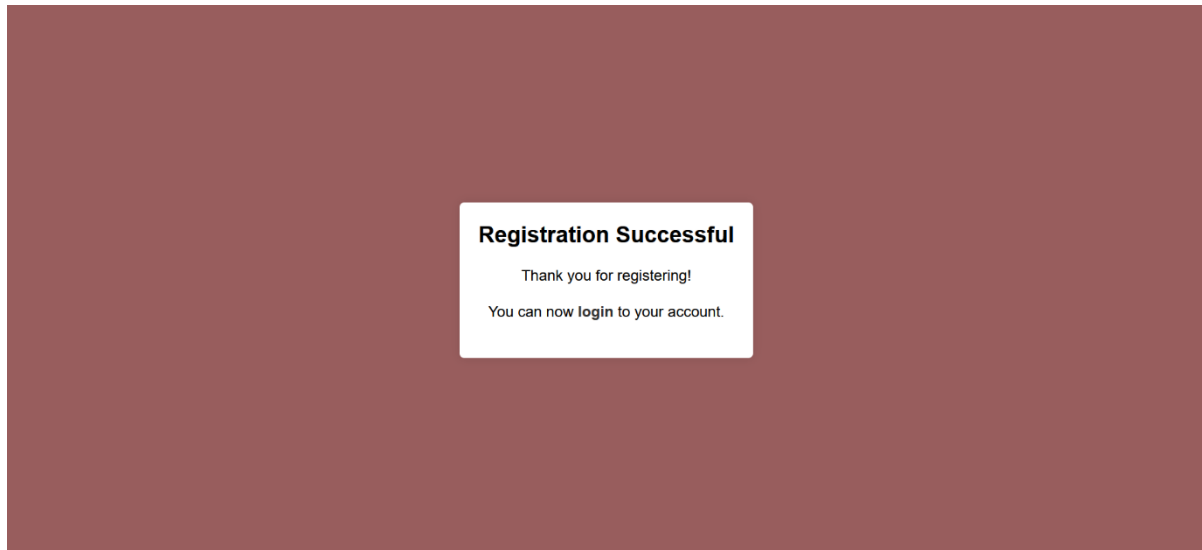 Registration Successful
Thank you for registering!
You can now login to your account.